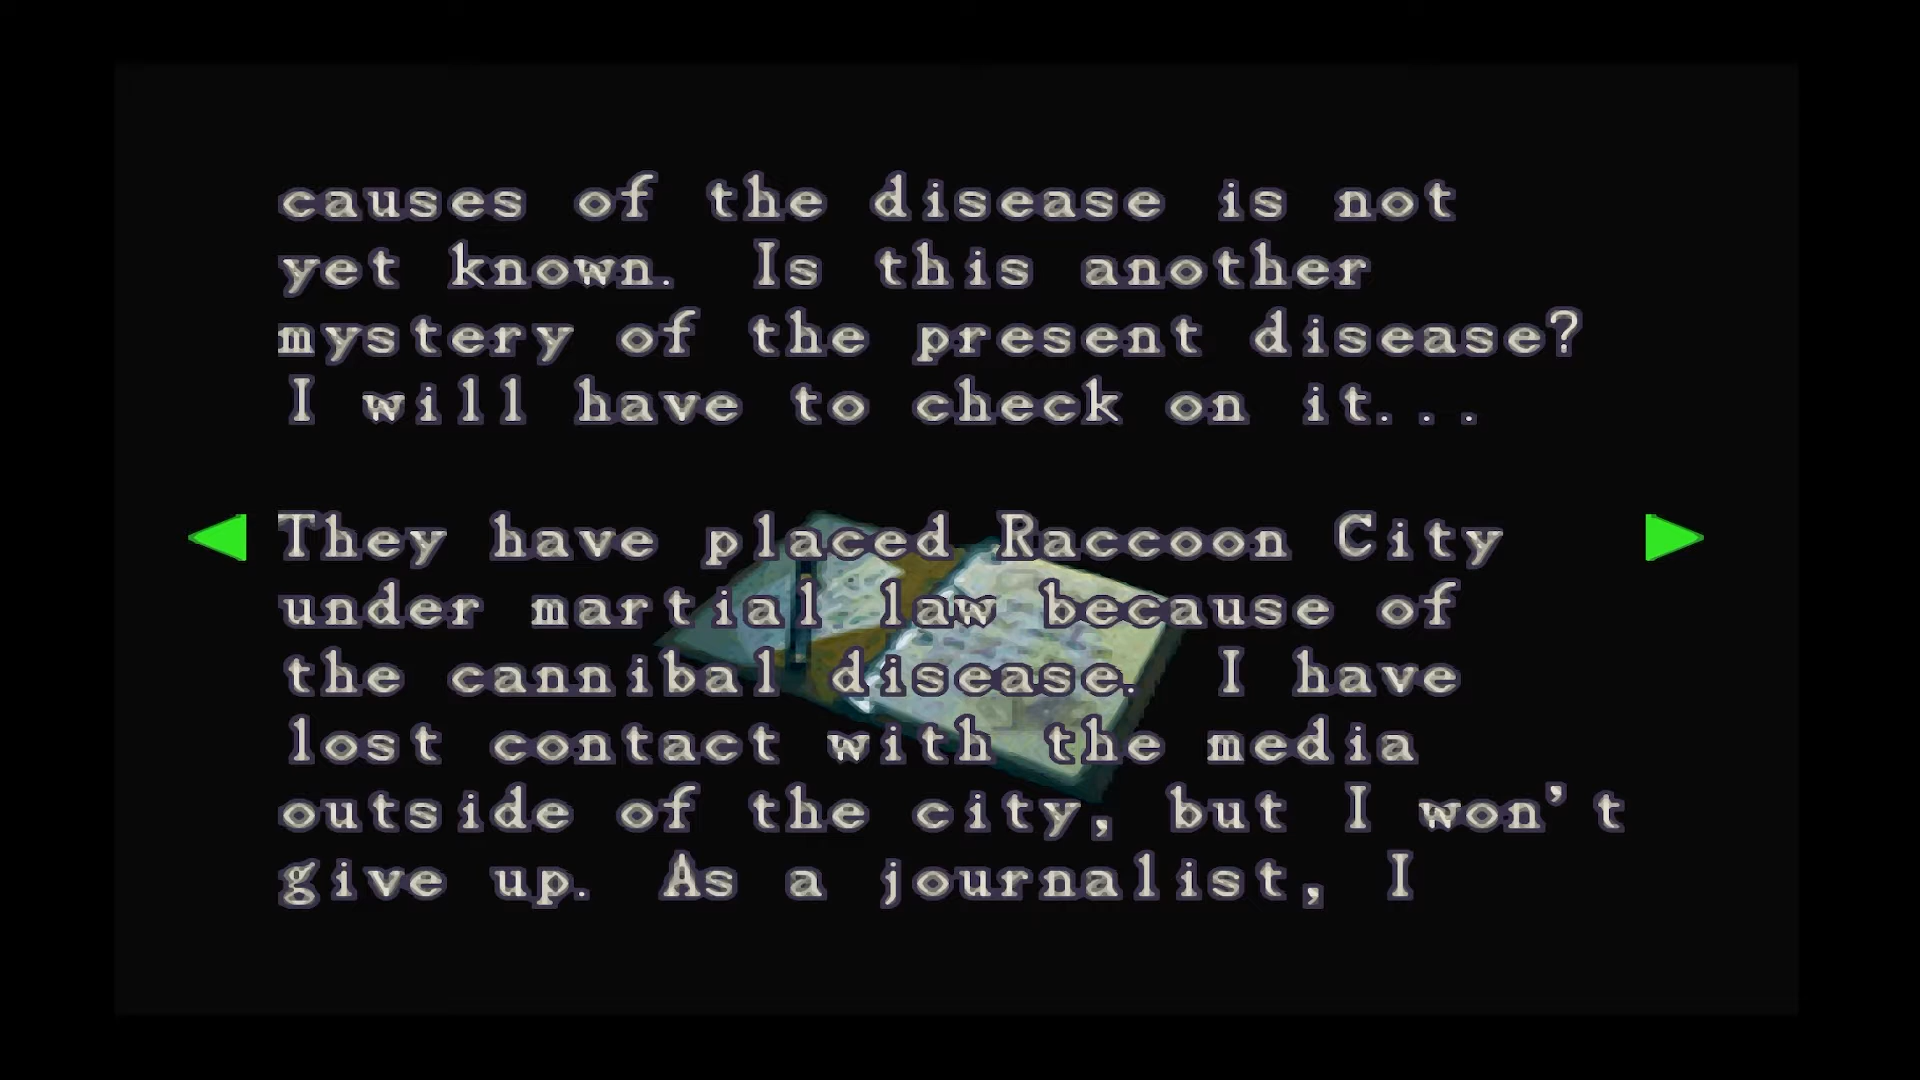 causes of the disease is not
yet known. Is this another
mystery of the present disease?
I will have to check on it...
They have placed Raccoon City
under martial law because of
the cannibal disease. I have
lost contact with the media
outside of the city, but I won't
give up. As a journalist, I